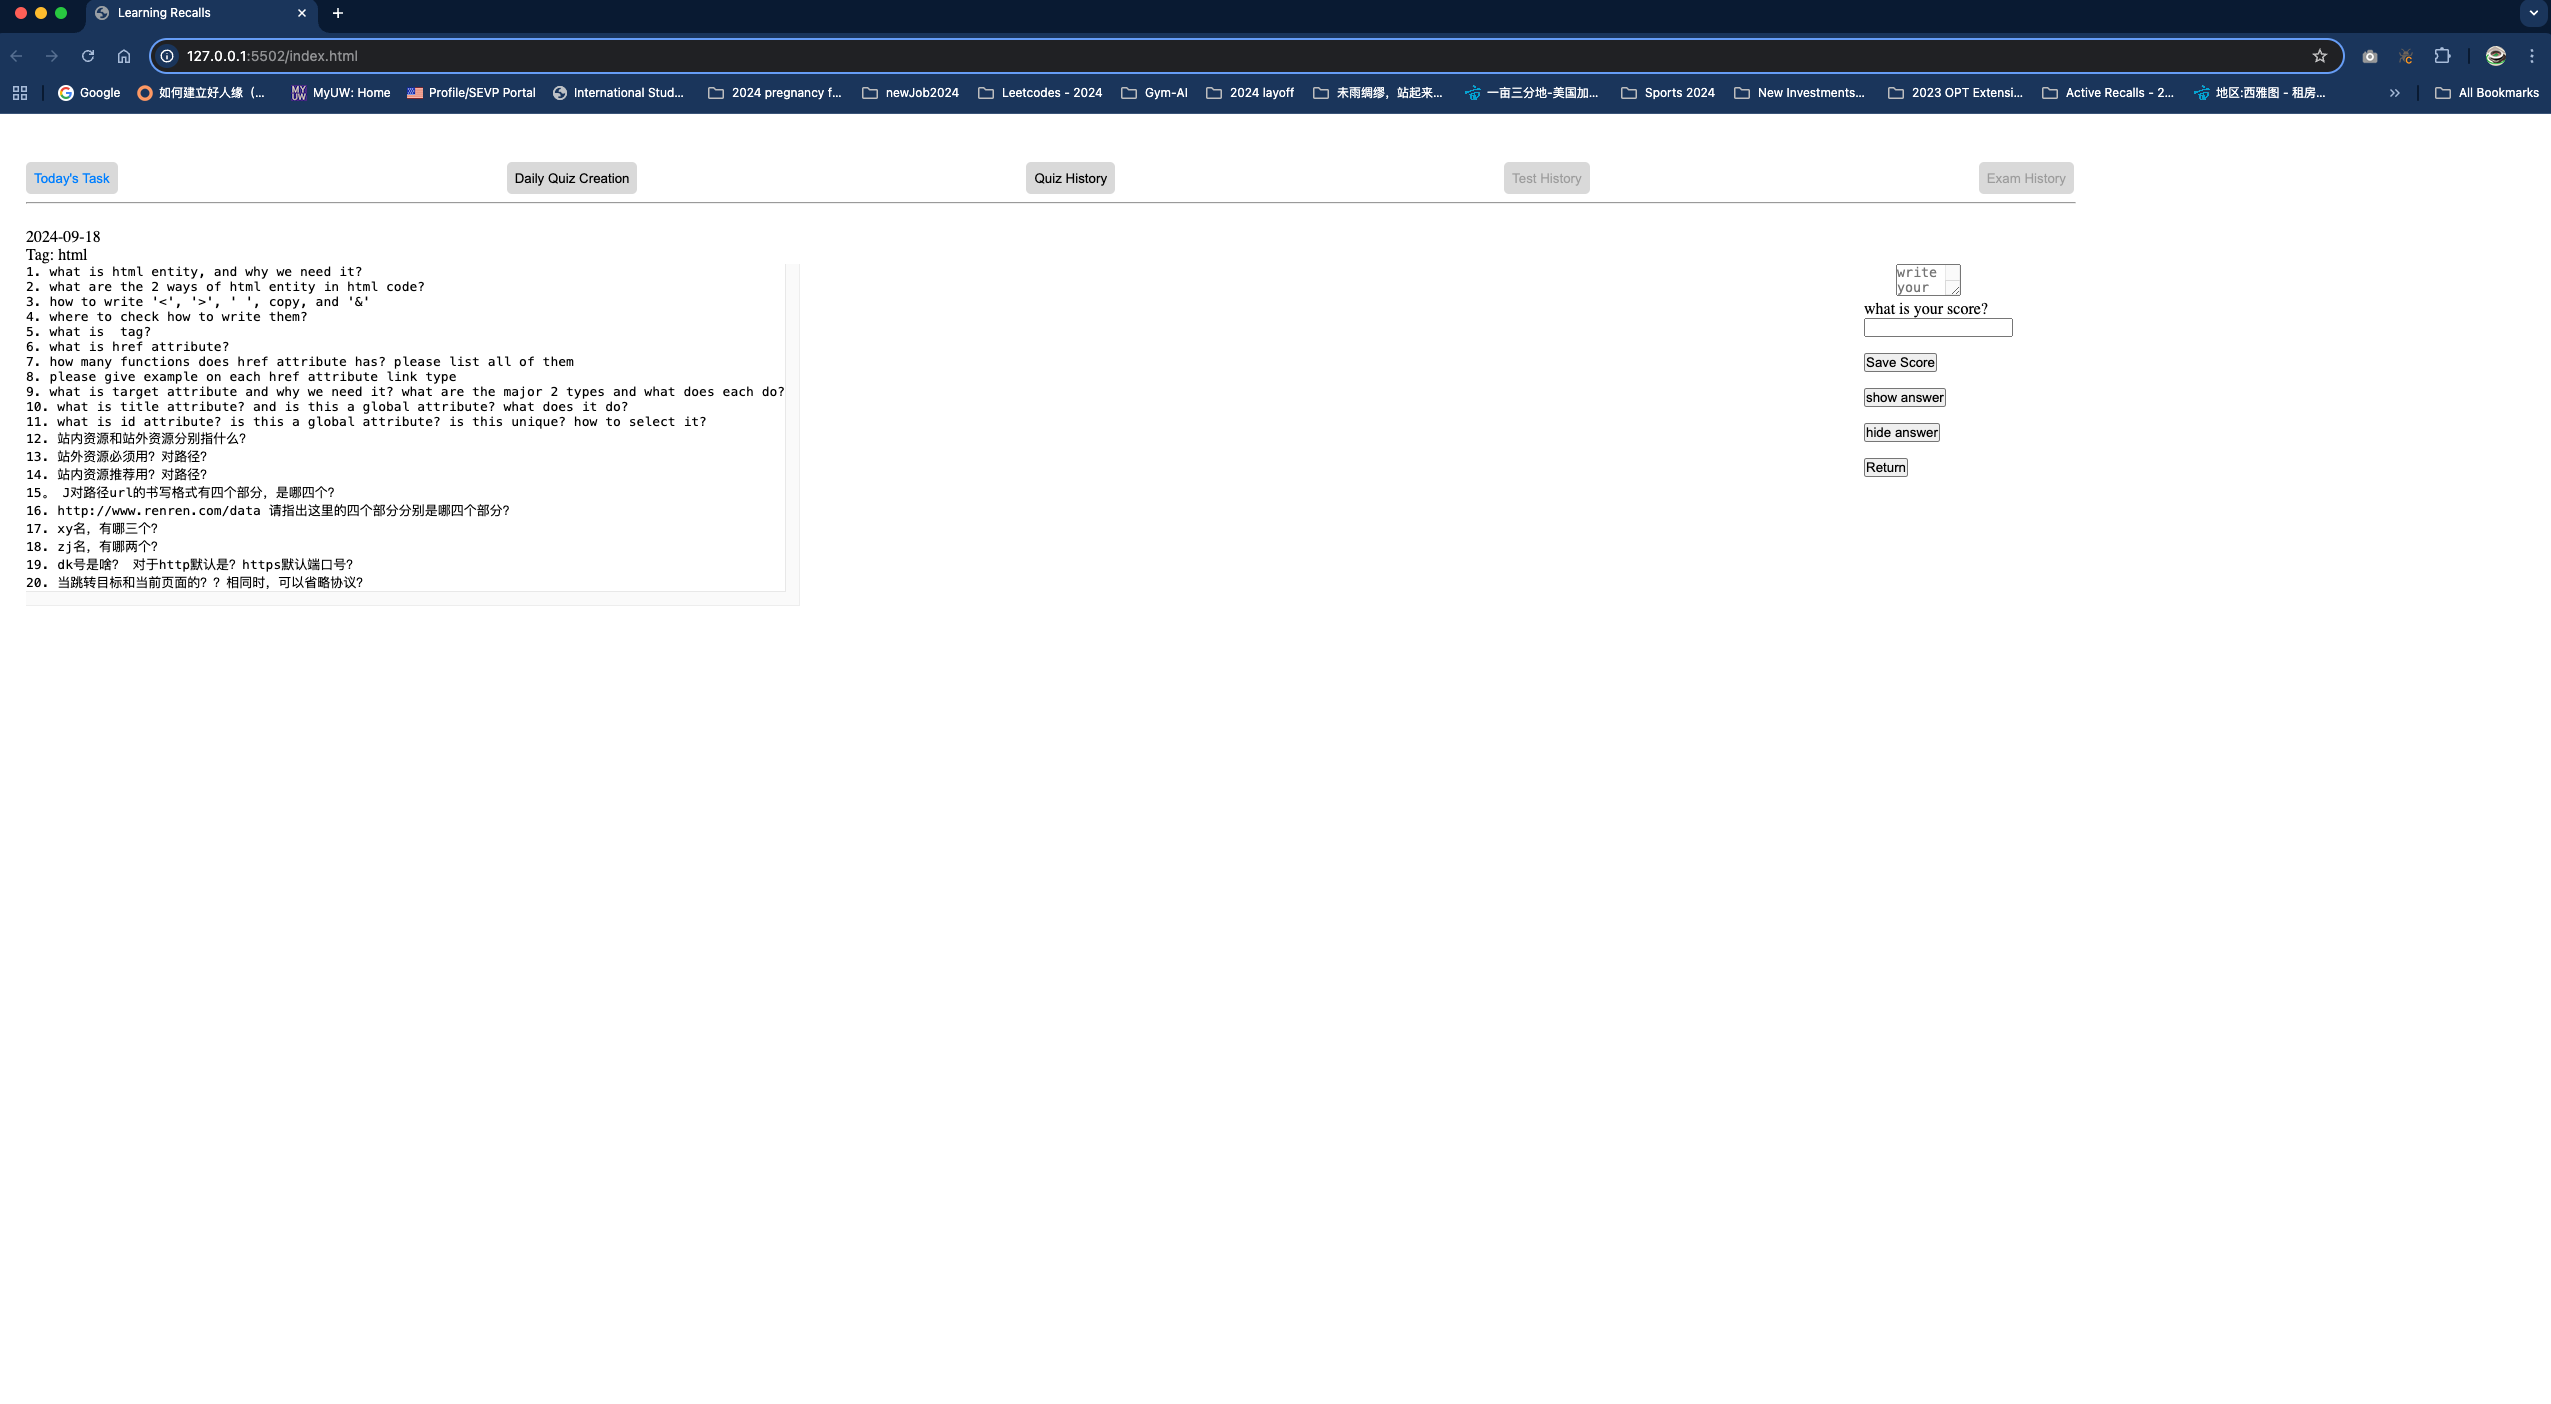 Learning Recalls
127.0.0.1:5502/index.html
Google
如何建立好人缘（...
MyUW: Home
Profile/SEVP Portal
International Stud...
2024 pregnancy f...
newJob2024
Leetcodes - 2024
Gym-AI
2024 layoff
未雨绸缪，站起来...
一亩三分地-美国加...
Sports 2024
New Investments...
2023 OPT Extensi...
Active Recalls - 2...
地区:西雅图 - 租房...
All Bookmarks
Today's Task
Daily Quiz Creation
Quiz History
Test History
Exam History
2024-09-18
Tag: html
1. what is html entity, and why we need it?
2. what are the 2 ways of html entity in html code?
3. how to write '<', '>', ' ', copy, and '&'
4. where to check how to write them?
5. what is  tag?
6. what is href attribute?
7. how many functions does href attribute has? please list all of them
8. please give example on each href attribute link type
9. what is target attribute and why we need it? what are the major 2 types and what does each do?
10. what is title attribute? and is this a global attribute? what does it do?
11. what is id attribute? is this a global attribute? is this unique? how to select it?
12. 站内资源和站外资源分别指什么？
13. 站外资源必须用？对路径？
14. 站内资源推荐用？对路径？
15。 J对路径url的书写格式有四个部分，是哪四个？
16. http://www.renren.com/data 请指出这里的四个部分分别是哪四个部分？
17. xy名，有哪三个？
18. zj名，有哪两个？
19. dk号是啥？ 对于http默认是？https默认端口号？
20. 当跳转目标和当前页面的？？相同时，可以省略协议？
write
your
what is your score?
Save Score
show answer
hide answer
Return